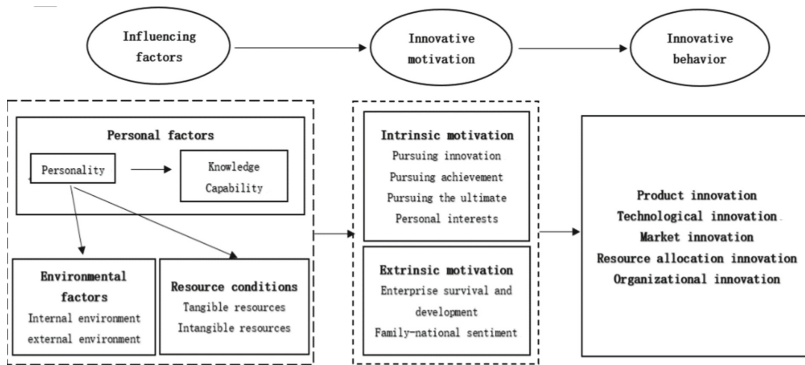 Influencing
factors
Innovative
motivation
Innovative
behavior
Personal factors
Personality
Knowledge
Capability
Environmental
factors
Internal environment
external environment
Resource conditions
Tangible resources
Intangible resources
Intrinsic motivation
Pursuing innovation
Pursuing achievement
Pursuing the ultimate
Personal interests
Extrinsic motivation
Enterprise survival and
development
Family-national sentiment
Product innovation
Technological innovation
Market innovation
Resource allocation innovation
Organizational innovation